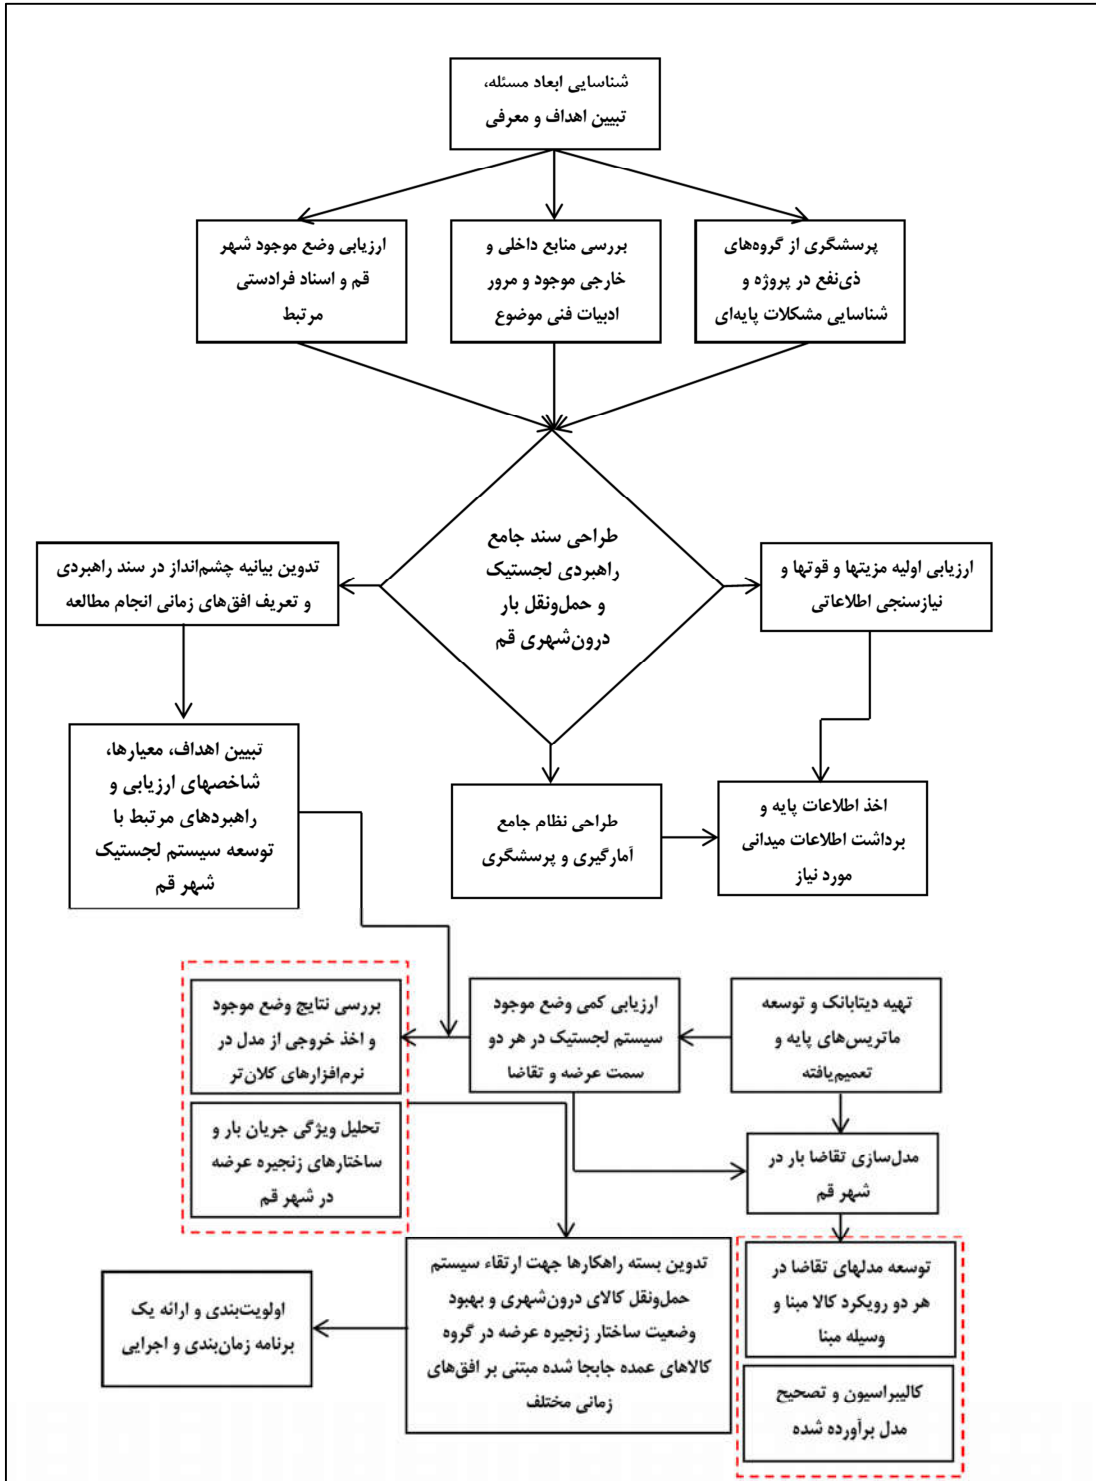 شناسایی ابعاد مسئله،
تبیین اهداف و معرفی
پرسشگری از گروه‌های
ذی‌نفع در پروژه و
شناسایی مشکلات پایه‌ای
بررسی منابع داخلی و
خارجی موجود و مرور
ادبیات فنی موضوع
ارزیابی وضع موجود شهر
قم و اسناد فرادستی
مرتبط
طراحی سند جامع
راهبردی لجستیک
و حمل‌ونقل بار
درون‌شهری قم
ارزیابی اولیه مزیتها و قوتها و
نیازسنجی اطلاعاتی
تدوین بیانیه چشم‌انداز در سند راهبردی
و تعریف افق‌های زمانی انجام مطالعه
تبیین اهداف، معیارها،
شاخصهای ارزیابی و
راهبردهای مرتبط با
توسعه سیستم لجستیک
شهر قم
طراحی نظام جامع
آمارگیری و پرسشگری
اخذ اطلاعات پایه و
برداشت اطلاعات میدانی
مورد نیاز
تهیه دیتابانک و توسعه
ماتریس‌های پایه و
تعمیم‌یافته
ارزیابی کمی وضع موجود
سیستم لجستیک در هر دو
سمت عرضه و تقاضا
بررسی نتایج وضع موجود
و اخذ خروجی از مدل در
نرم‌افزارهای کلان‌تر
تحلیل ویژگی جریان بار و
ساختارهای زنجیره عرضه
در شهر قم
مدل‌سازی تقاضا بار در
شهر قم
توسعه مدلهای تقاضا در
هر دو رویکرد کالا مبنا و
وسیله مبنا
کالیبراسیون و تصحیح
مدل برآورده شده
تدوین بسته راهکارها جهت ارتقاء سیستم
حمل‌ونقل کالای درون‌شهری و بهبود
وضعیت ساختار زنجیره عرضه در گروه
کالاهای عمده جابجا شده مبتنی بر افق‌های
زمانی مختلف
اولویت‌بندی و ارائه یک
برنامه زمان‌بندی و اجرایی